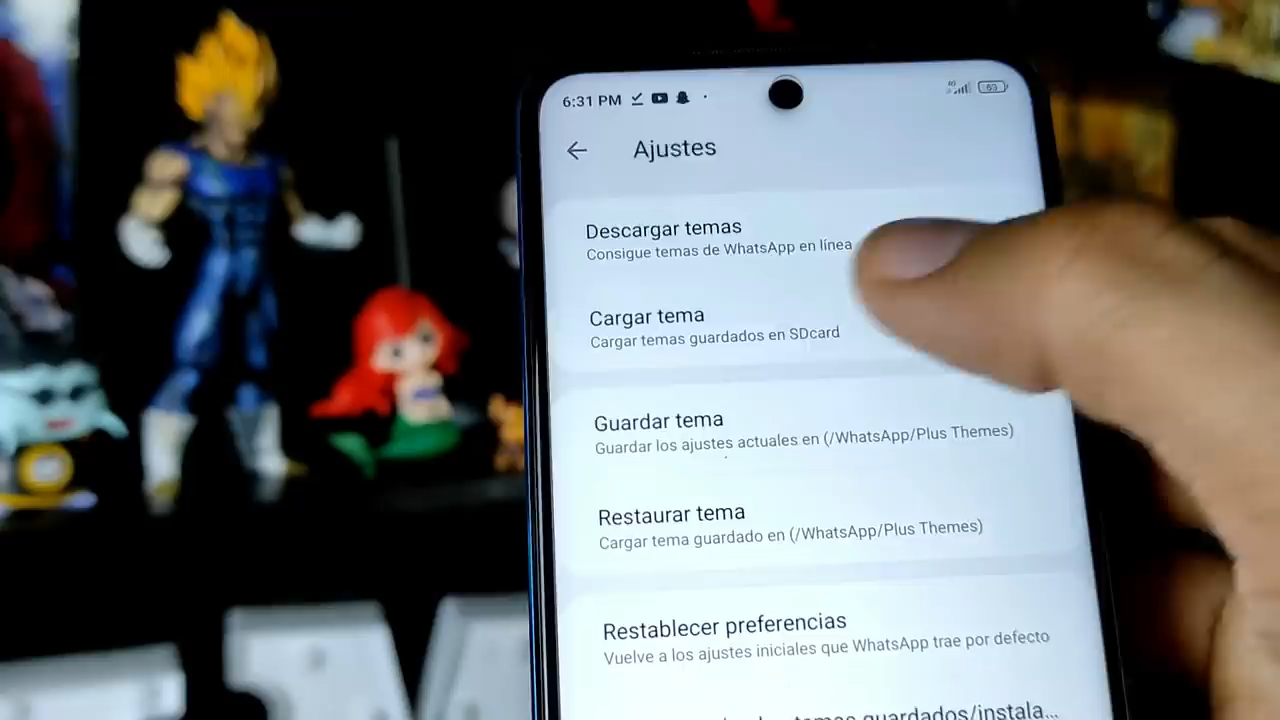 6:31 PM
4G
63
Ajustes
Descargar temas
Consigue temas de WhatsApp en línea
Cargar tema
Cargar temas guardados en SDcard
Guardar tema
Guardar los ajustes actuales en (/WhatsApp/Plus Themes)
Restaurar tema
Cargar tema guardado en (/WhatsApp/Plus Themes)
Restablecer preferencias
Vuelve a los ajustes iniciales que WhatsApp trae por defecto
temas guardados/instala...